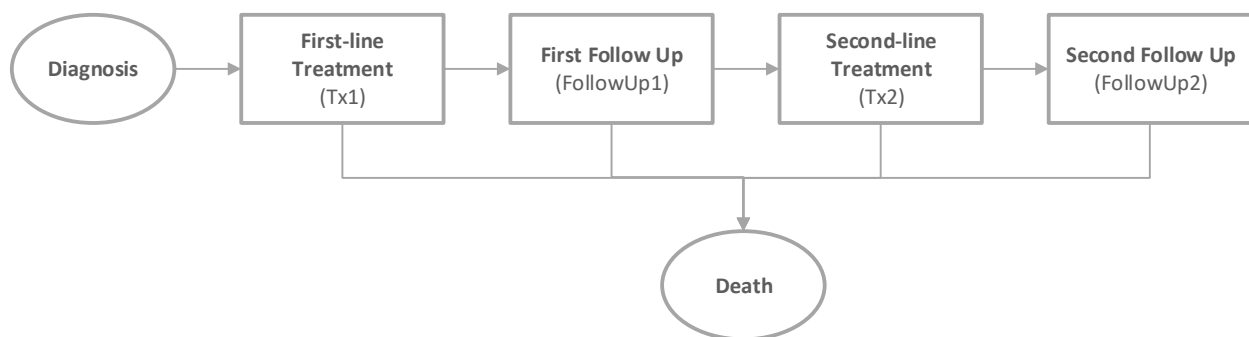 Diagnosis
First-line
Treatment
(Tx1)
First Follow Up
(FollowUp1)
Second-line
Treatment
(Tx2)
Second Follow Up
(FollowUp2)
Death